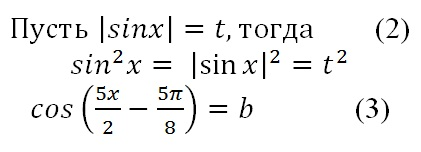 Пусть |sinx| = t, тогда (2)
sin²x = |sin x|² = t²
cos (5x/2 − 5π/8) = b (3)